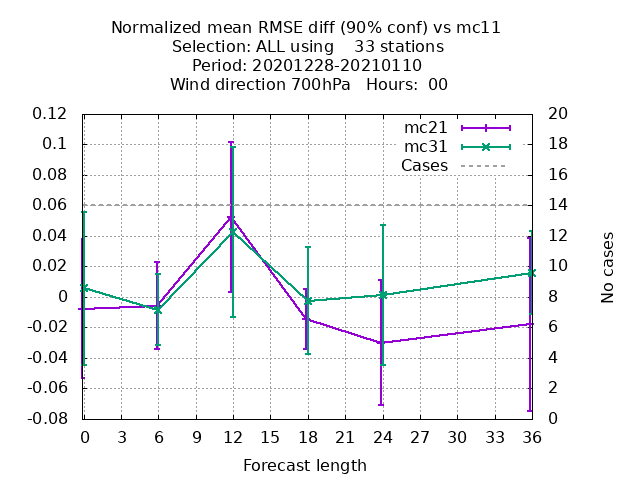 Normalized mean RMSE diff (90% conf) vs mc11
Selection: ALL using    33 stations
Period: 20201228-20210110
Wind direction 700hPa   Hours:  00
mc21
mc31
Cases
0.12
0.1
0.08
0.06
0.04
0.02
0
-0.02
-0.04
-0.06
-0.08
20
18
16
14
12
10
8
6
4
2
0
No cases
0 3 6 9 12 15 18 21 24 27 30 33 36
Forecast length